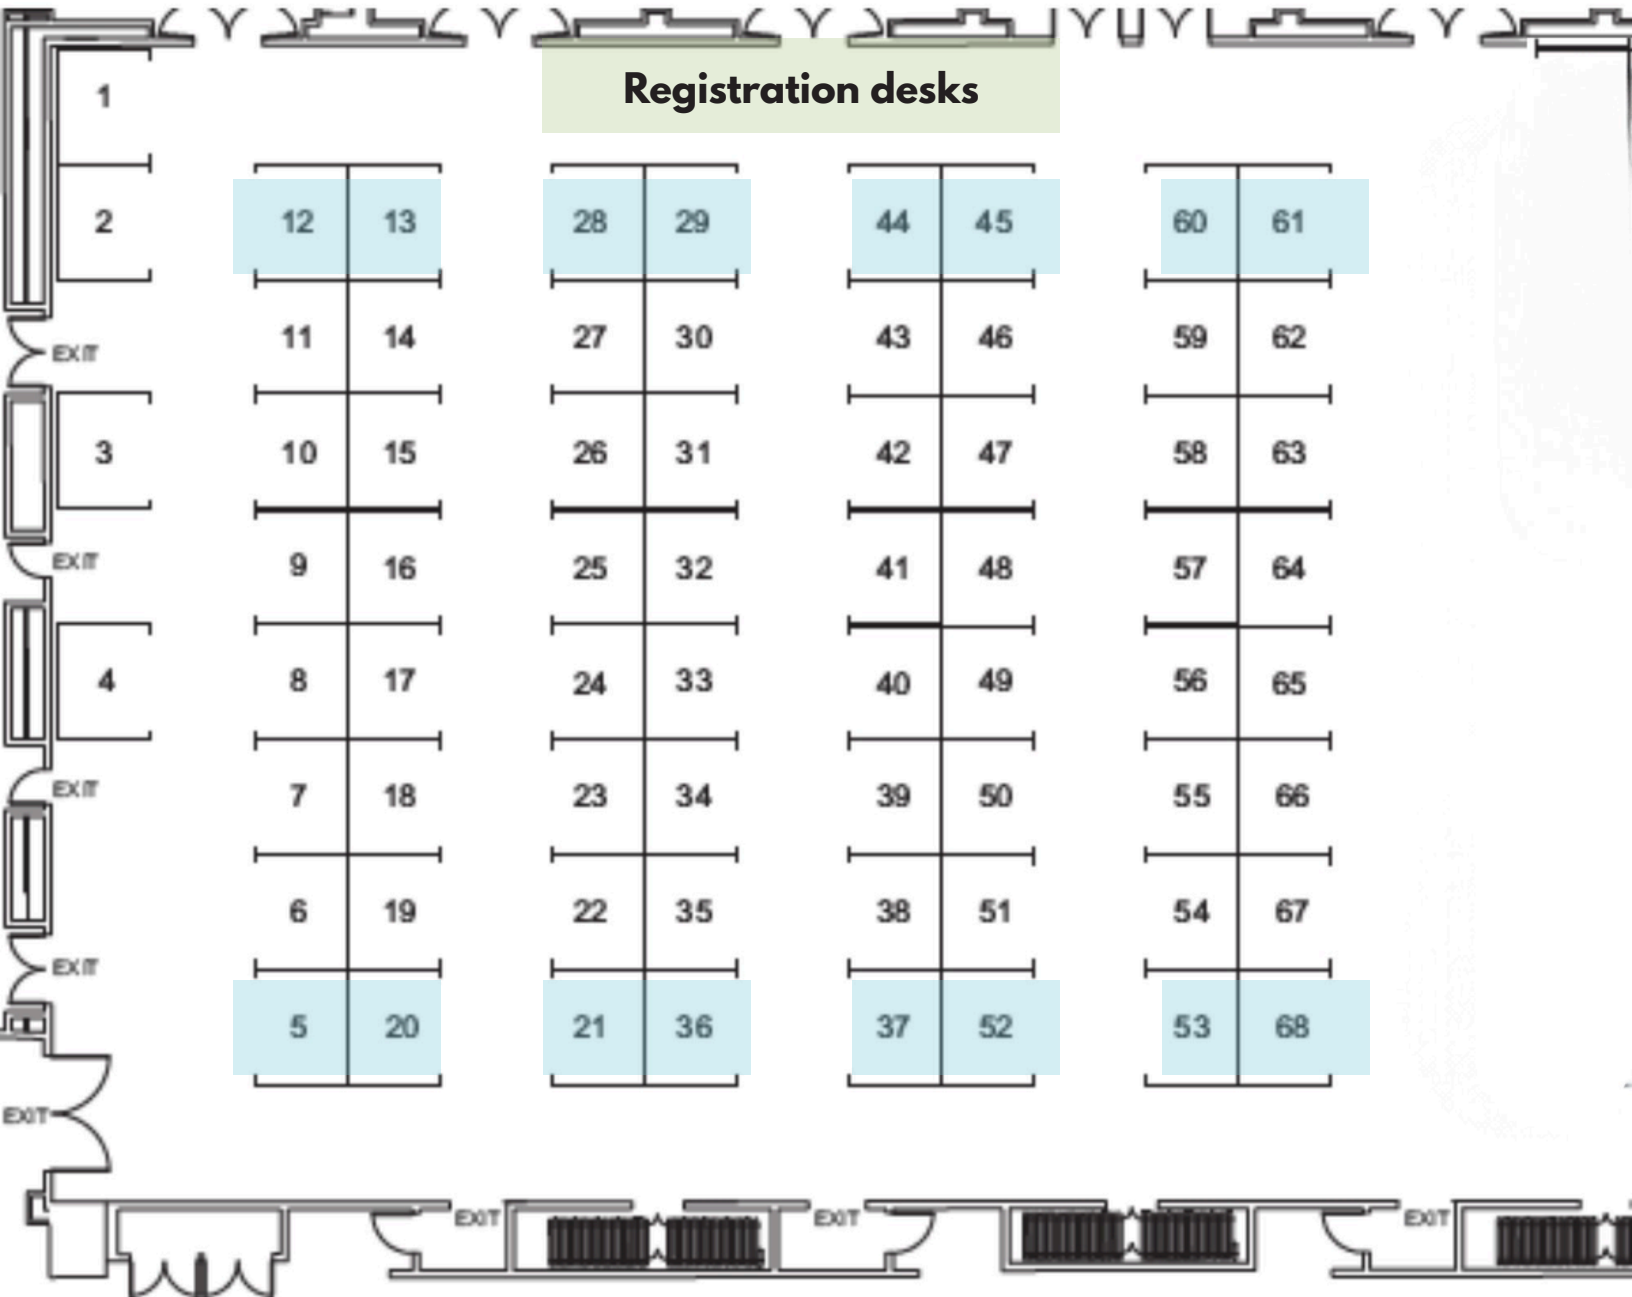 Registration desks
1
2 12 13 28 29 44 45 60 61
11 14 27 30 43 46 59 62
EXIT
3 10 15 26 31 42 47 58 63
EXIT
9 16 25 32 41 48 57 64
4 8 17 24 33 40 49 56 65
EXIT
7 18 23 34 39 50 55 66
6 19 22 35 38 51 54 67
EXIT
5 20 21 36 37 52 53 68
EXIT
EXIT EXIT EXIT